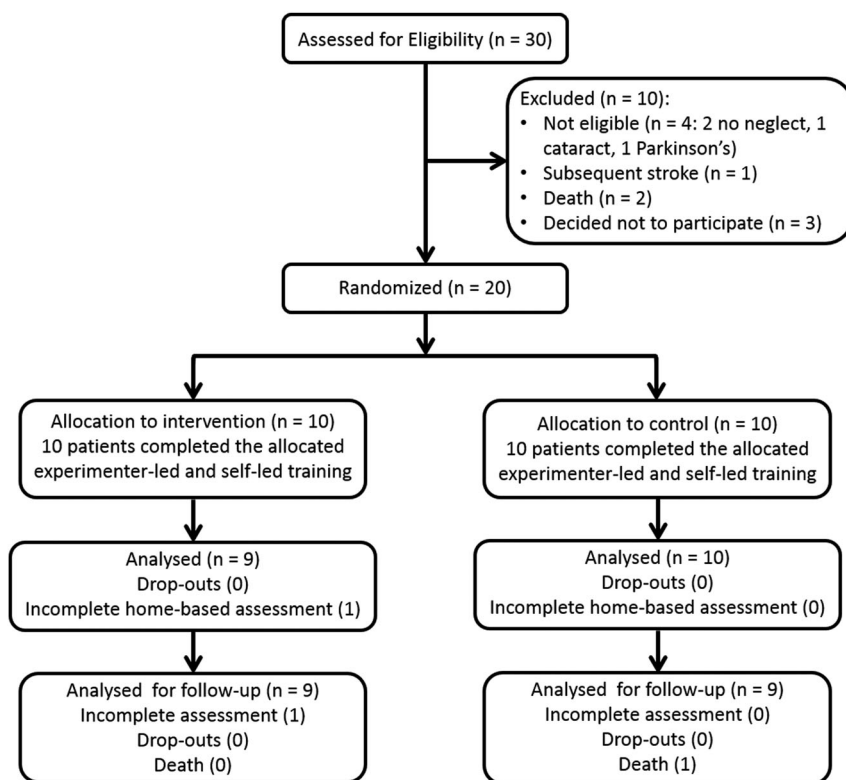 Assessed for Eligibility (n = 30)
Excluded (n = 10):
• Not eligible (n = 4: 2 no neglect, 1
cataract, 1 Parkinson’s)
• Subsequent stroke (n = 1)
• Death (n = 2)
• Decided not to participate (n = 3)
Randomized (n = 20)
Allocation to intervention (n = 10)
10 patients completed the allocated
experimenter-led and self-led training
Allocation to control (n = 10)
10 patients completed the allocated
experimenter-led and self-led training
Analysed (n = 9)
Drop-outs (0)
Incomplete home-based assessment (1)
Analysed (n = 10)
Drop-outs (0)
Incomplete home-based assessment (0)
Analysed for follow-up (n = 9)
Incomplete assessment (1)
Drop-outs (0)
Death (0)
Analysed for follow-up (n = 9)
Incomplete assessment (0)
Drop-outs (0)
Death (1)